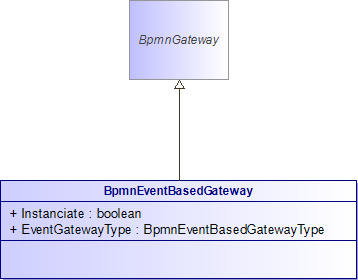 BpmnGateway
BpmnEventBasedGateway
+ Instanciate : boolean
+ EventGatewayType : BpmnEventBasedGatewayType